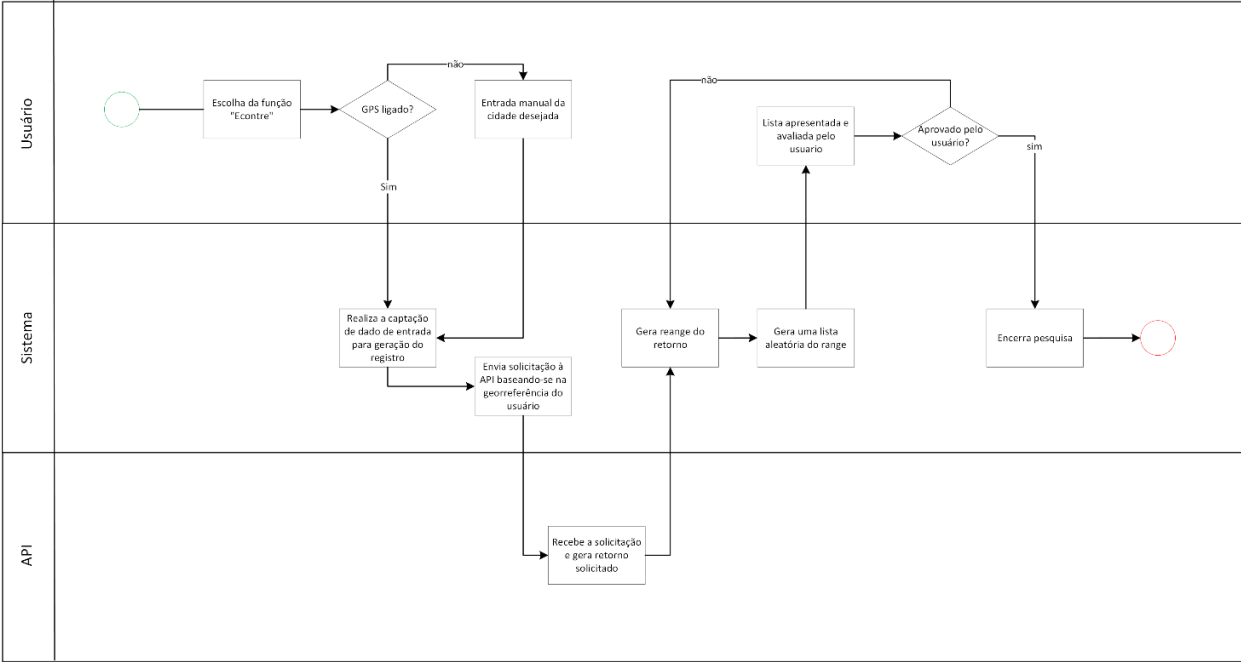 Usuário
Escolha da função
"Econtre"
GPS ligado?
não
Entrada manual da
cidade desejada
Sim
não
Lista apresentada e
avaliada pelo
usuario
Aprovado pelo
usuário?
sim
Sistema
Realiza a captação
de dado de entrada
para geração do
registro
Envia solicitação à
API baseando-se na
georreferência do
usuário
Gera reange do
retorno
Gera uma lista
aleatória do range
Encerra pesquisa
API
Recebe a solicitação
e gera retorno
solicitado